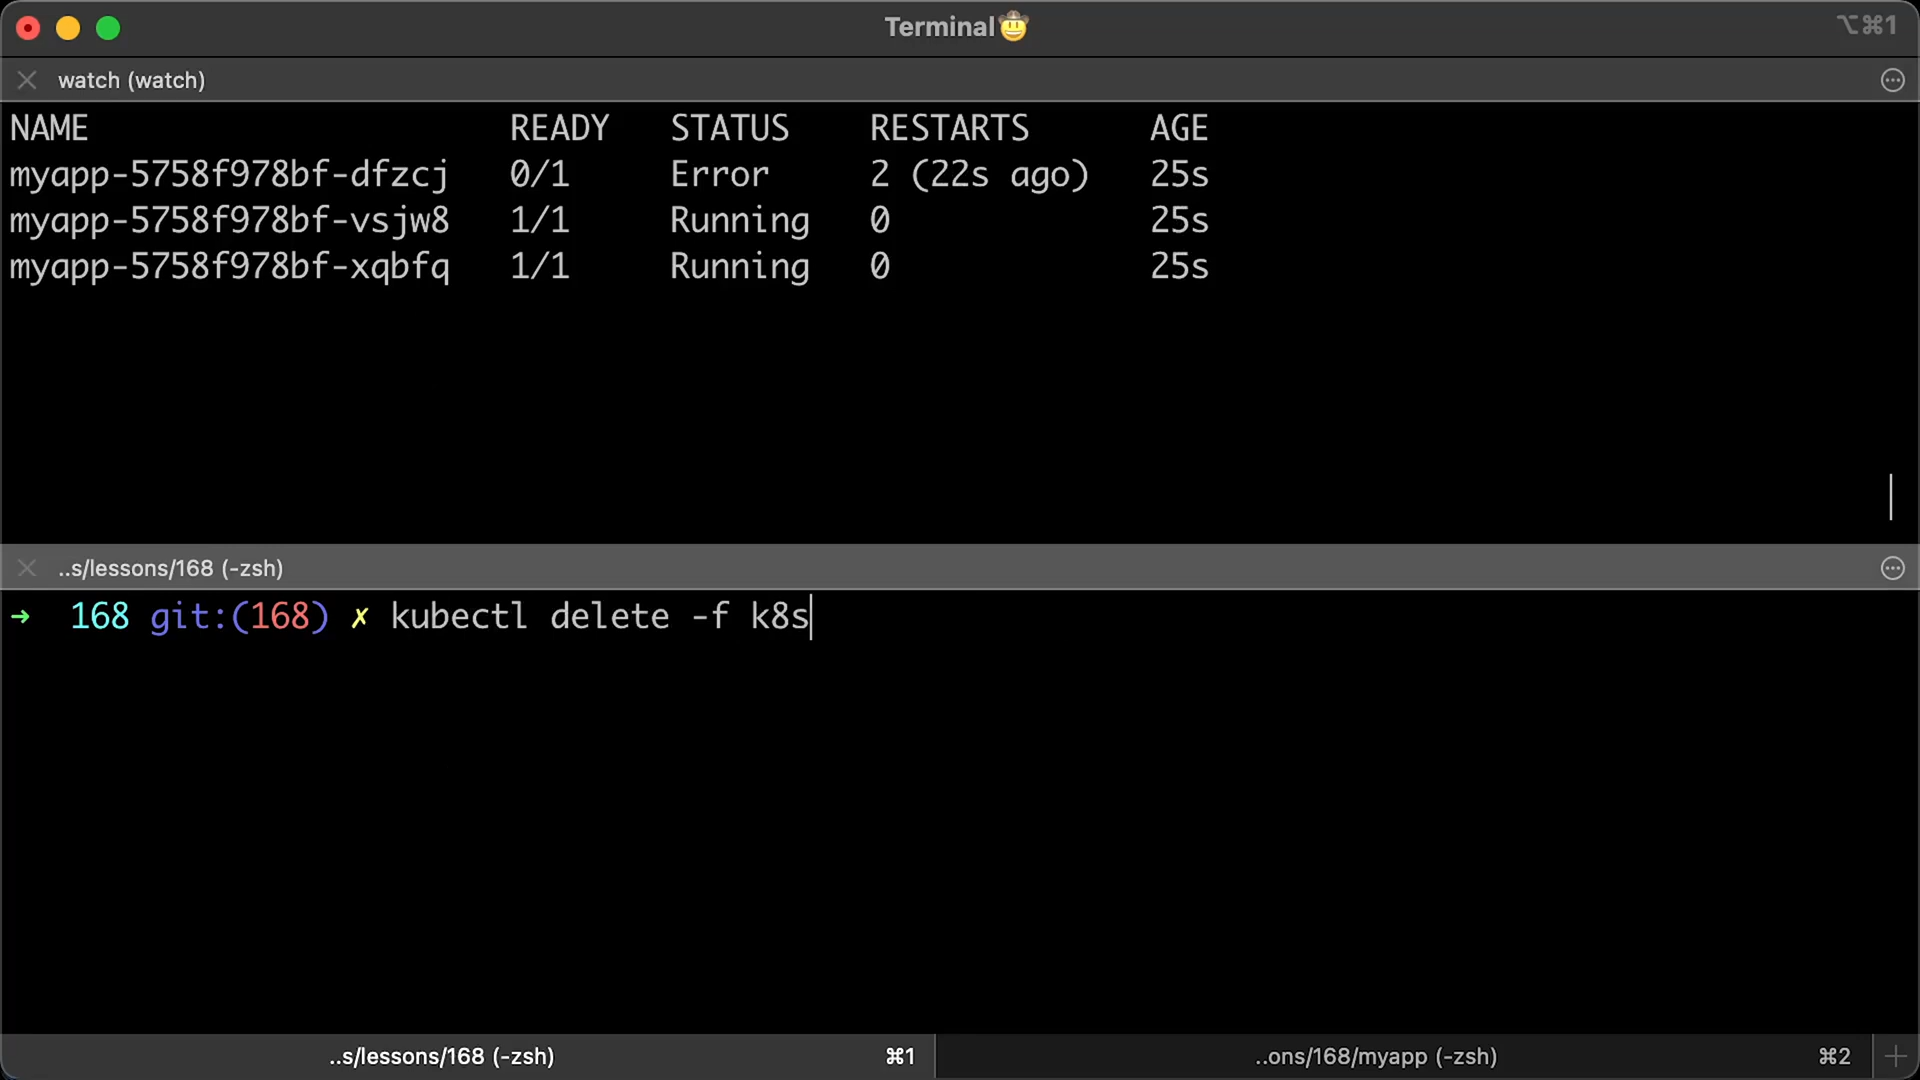 Terminal🤠
⌥⌘1
watch (watch)
NAME READY STATUS RESTARTS AGE
myapp-5758f978bf-dfzcj 0/1 Error 2 (22s ago) 25s
myapp-5758f978bf-vsjw8 1/1 Running 0 25s
myapp-5758f978bf-xqbfq 1/1 Running 0 25s
..s/lessons/168 (-zsh)
→ 168 git:(168) ✗ kubectl delete -f k8s
..s/lessons/168 (-zsh) ⌘1
..ons/168/myapp (-zsh) ⌘2